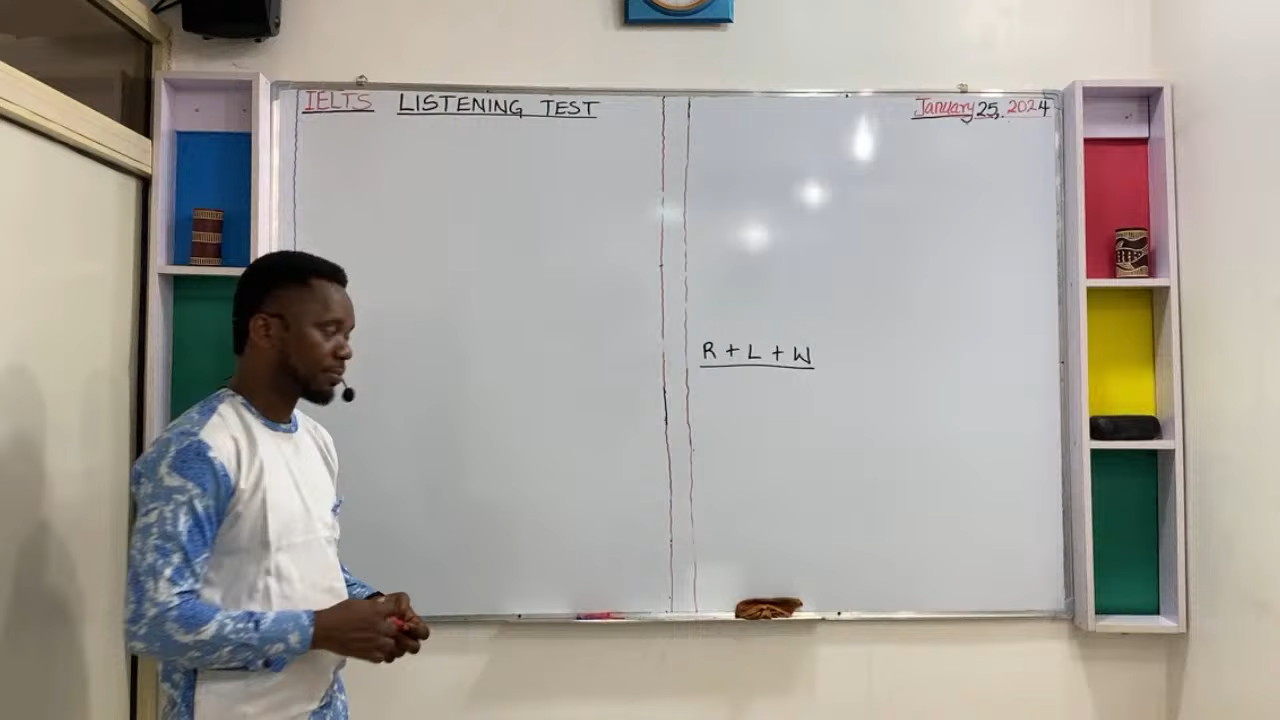 IELTS LISTENING TEST
January 25, 2024
R + L + W